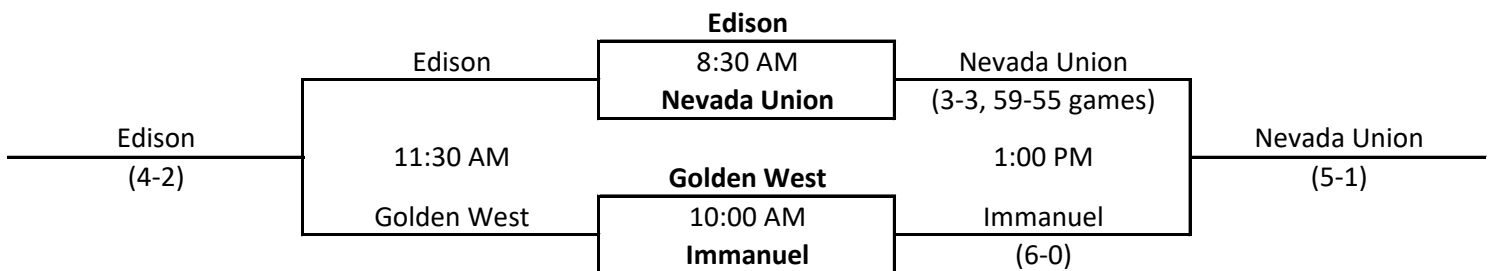 Edison
Edison 8:30 AM Nevada Union
Nevada Union (3-3, 59-55 games)
Edison Nevada Union
11:30 AM 1:00 PM
(4-2) Golden West (5-1)
Golden West 10:00 AM Immanuel
Immanuel (6-0)